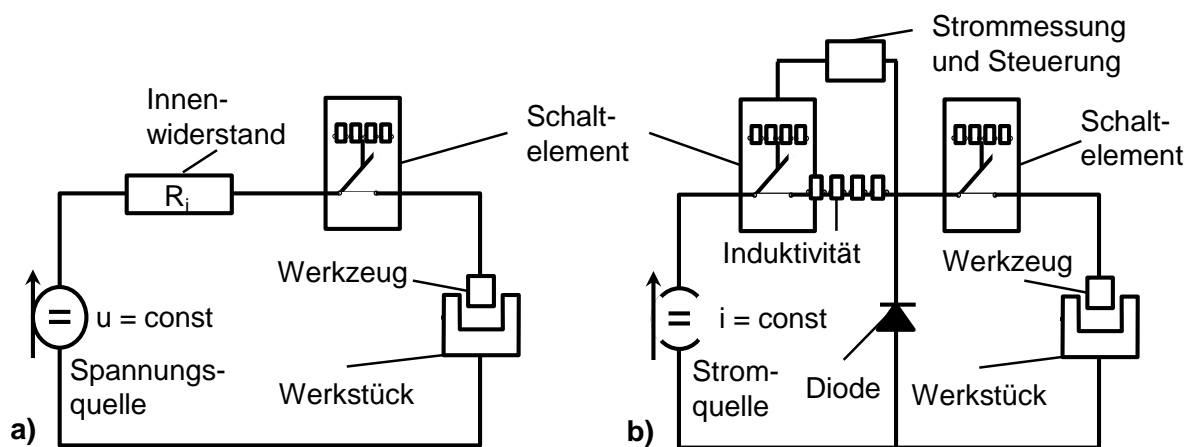 Innen-
widerstand
R_i
Schalt-
element
Werkzeug
=
u = const
Spannungs-
quelle
Werkstück
a)
Strommessung
und Steuerung
Schalt-
element
Induktivität
Werkzeug
=
i = const
Strom-
quelle
Diode
Werkstück
b)